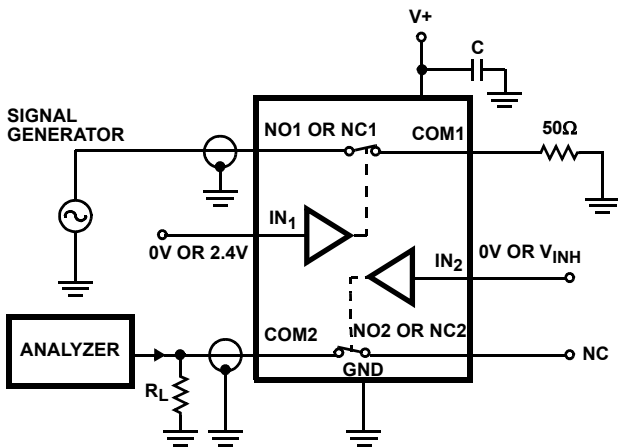 V+
C
SIGNAL
GENERATOR
NO1 OR NC1
COM1
50Ω
IN1
0V OR 2.4V
IN2
0V OR VINH
COM2
NO2 OR NC2
ANALYZER
NC
GND
RL